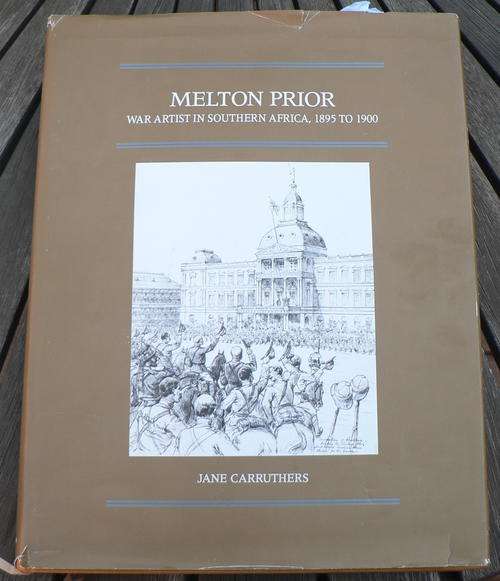 MELTON PRIOR
WAR ARTIST IN SOUTHERN AFRICA, 1895 TO 1900
JANE CARRUTHERS